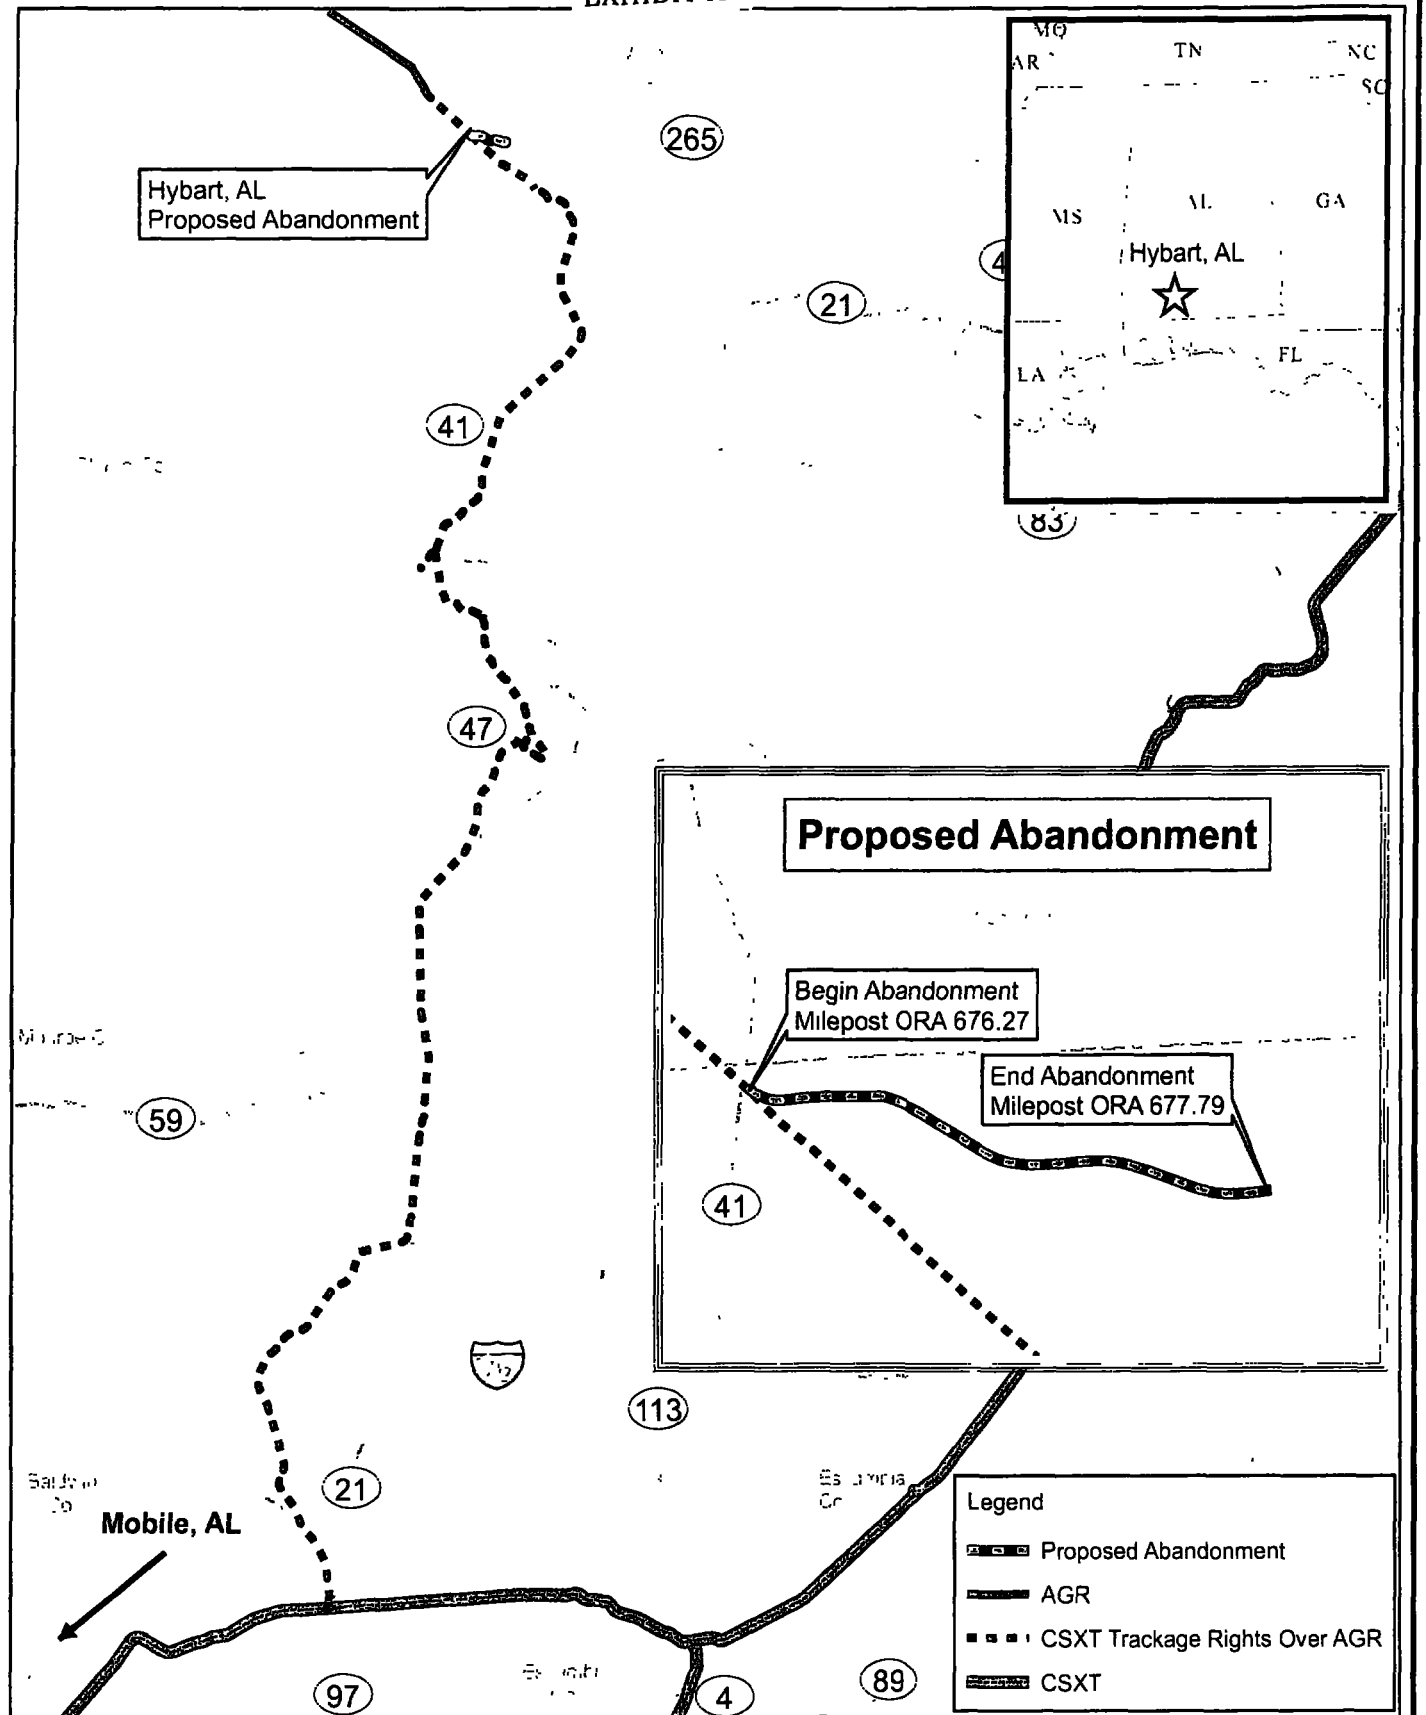 265
MO
TN
NC
AR
SC
Hybart, AL
Proposed Abandonment
MS
GA
Hybart, AL
21
FL
LA
41
83
47
Proposed Abandonment
Begin Abandonment
Milepost ORA 676.27
End Abandonment
Milepost ORA 677.79
59
41
113
21
Mobile, AL
Legend
Proposed Abandonment
AGR
CSXT Trackage Rights Over AGR
CSXT
97
4
89